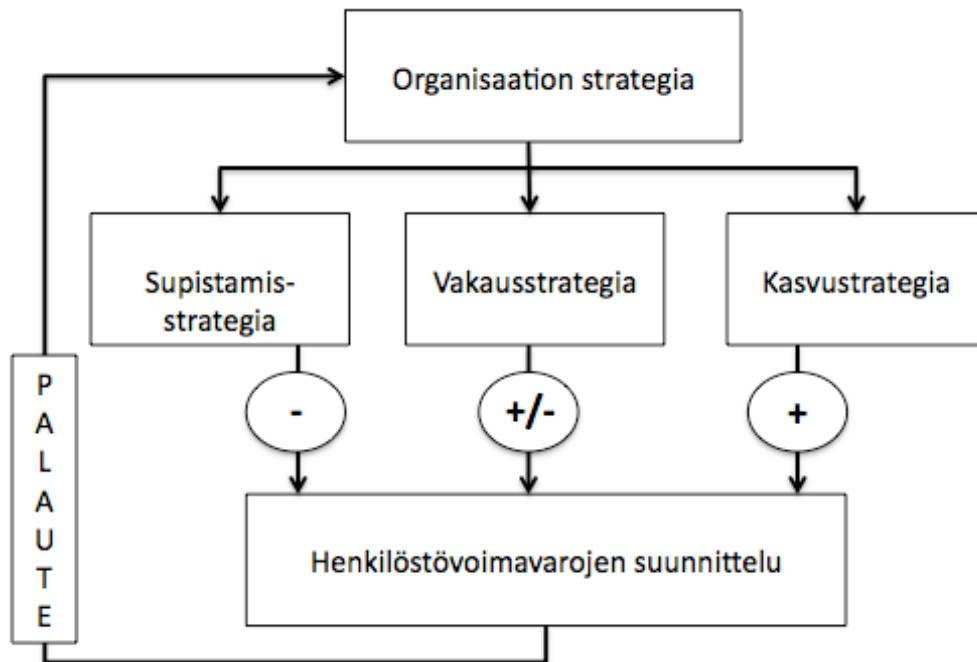 Organisaation strategia
Supistamis-
strategia
Vakausstrategia
Kasvustrategia
-
+/-
+
Henkilöstövoimavarojen suunnittelu
P
A
L
A
U
T
E